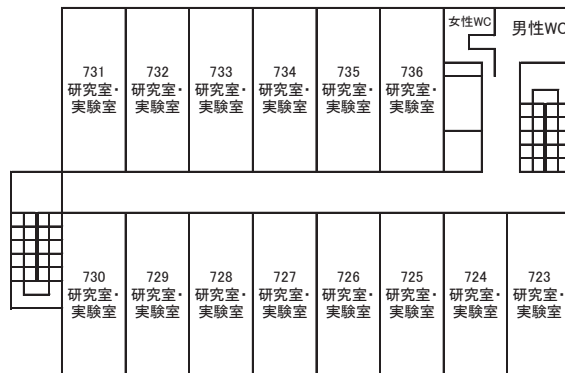 女性WC
男性WC
731
研究室・
実験室
732
研究室・
実験室
733
研究室・
実験室
734
研究室・
実験室
735
研究室・
実験室
736
研究室・
実験室
730
研究室・
実験室
729
研究室・
実験室
728
研究室・
実験室
727
研究室・
実験室
726
研究室・
実験室
725
研究室・
実験室
724
研究室・
実験室
723
研究室・
実験室